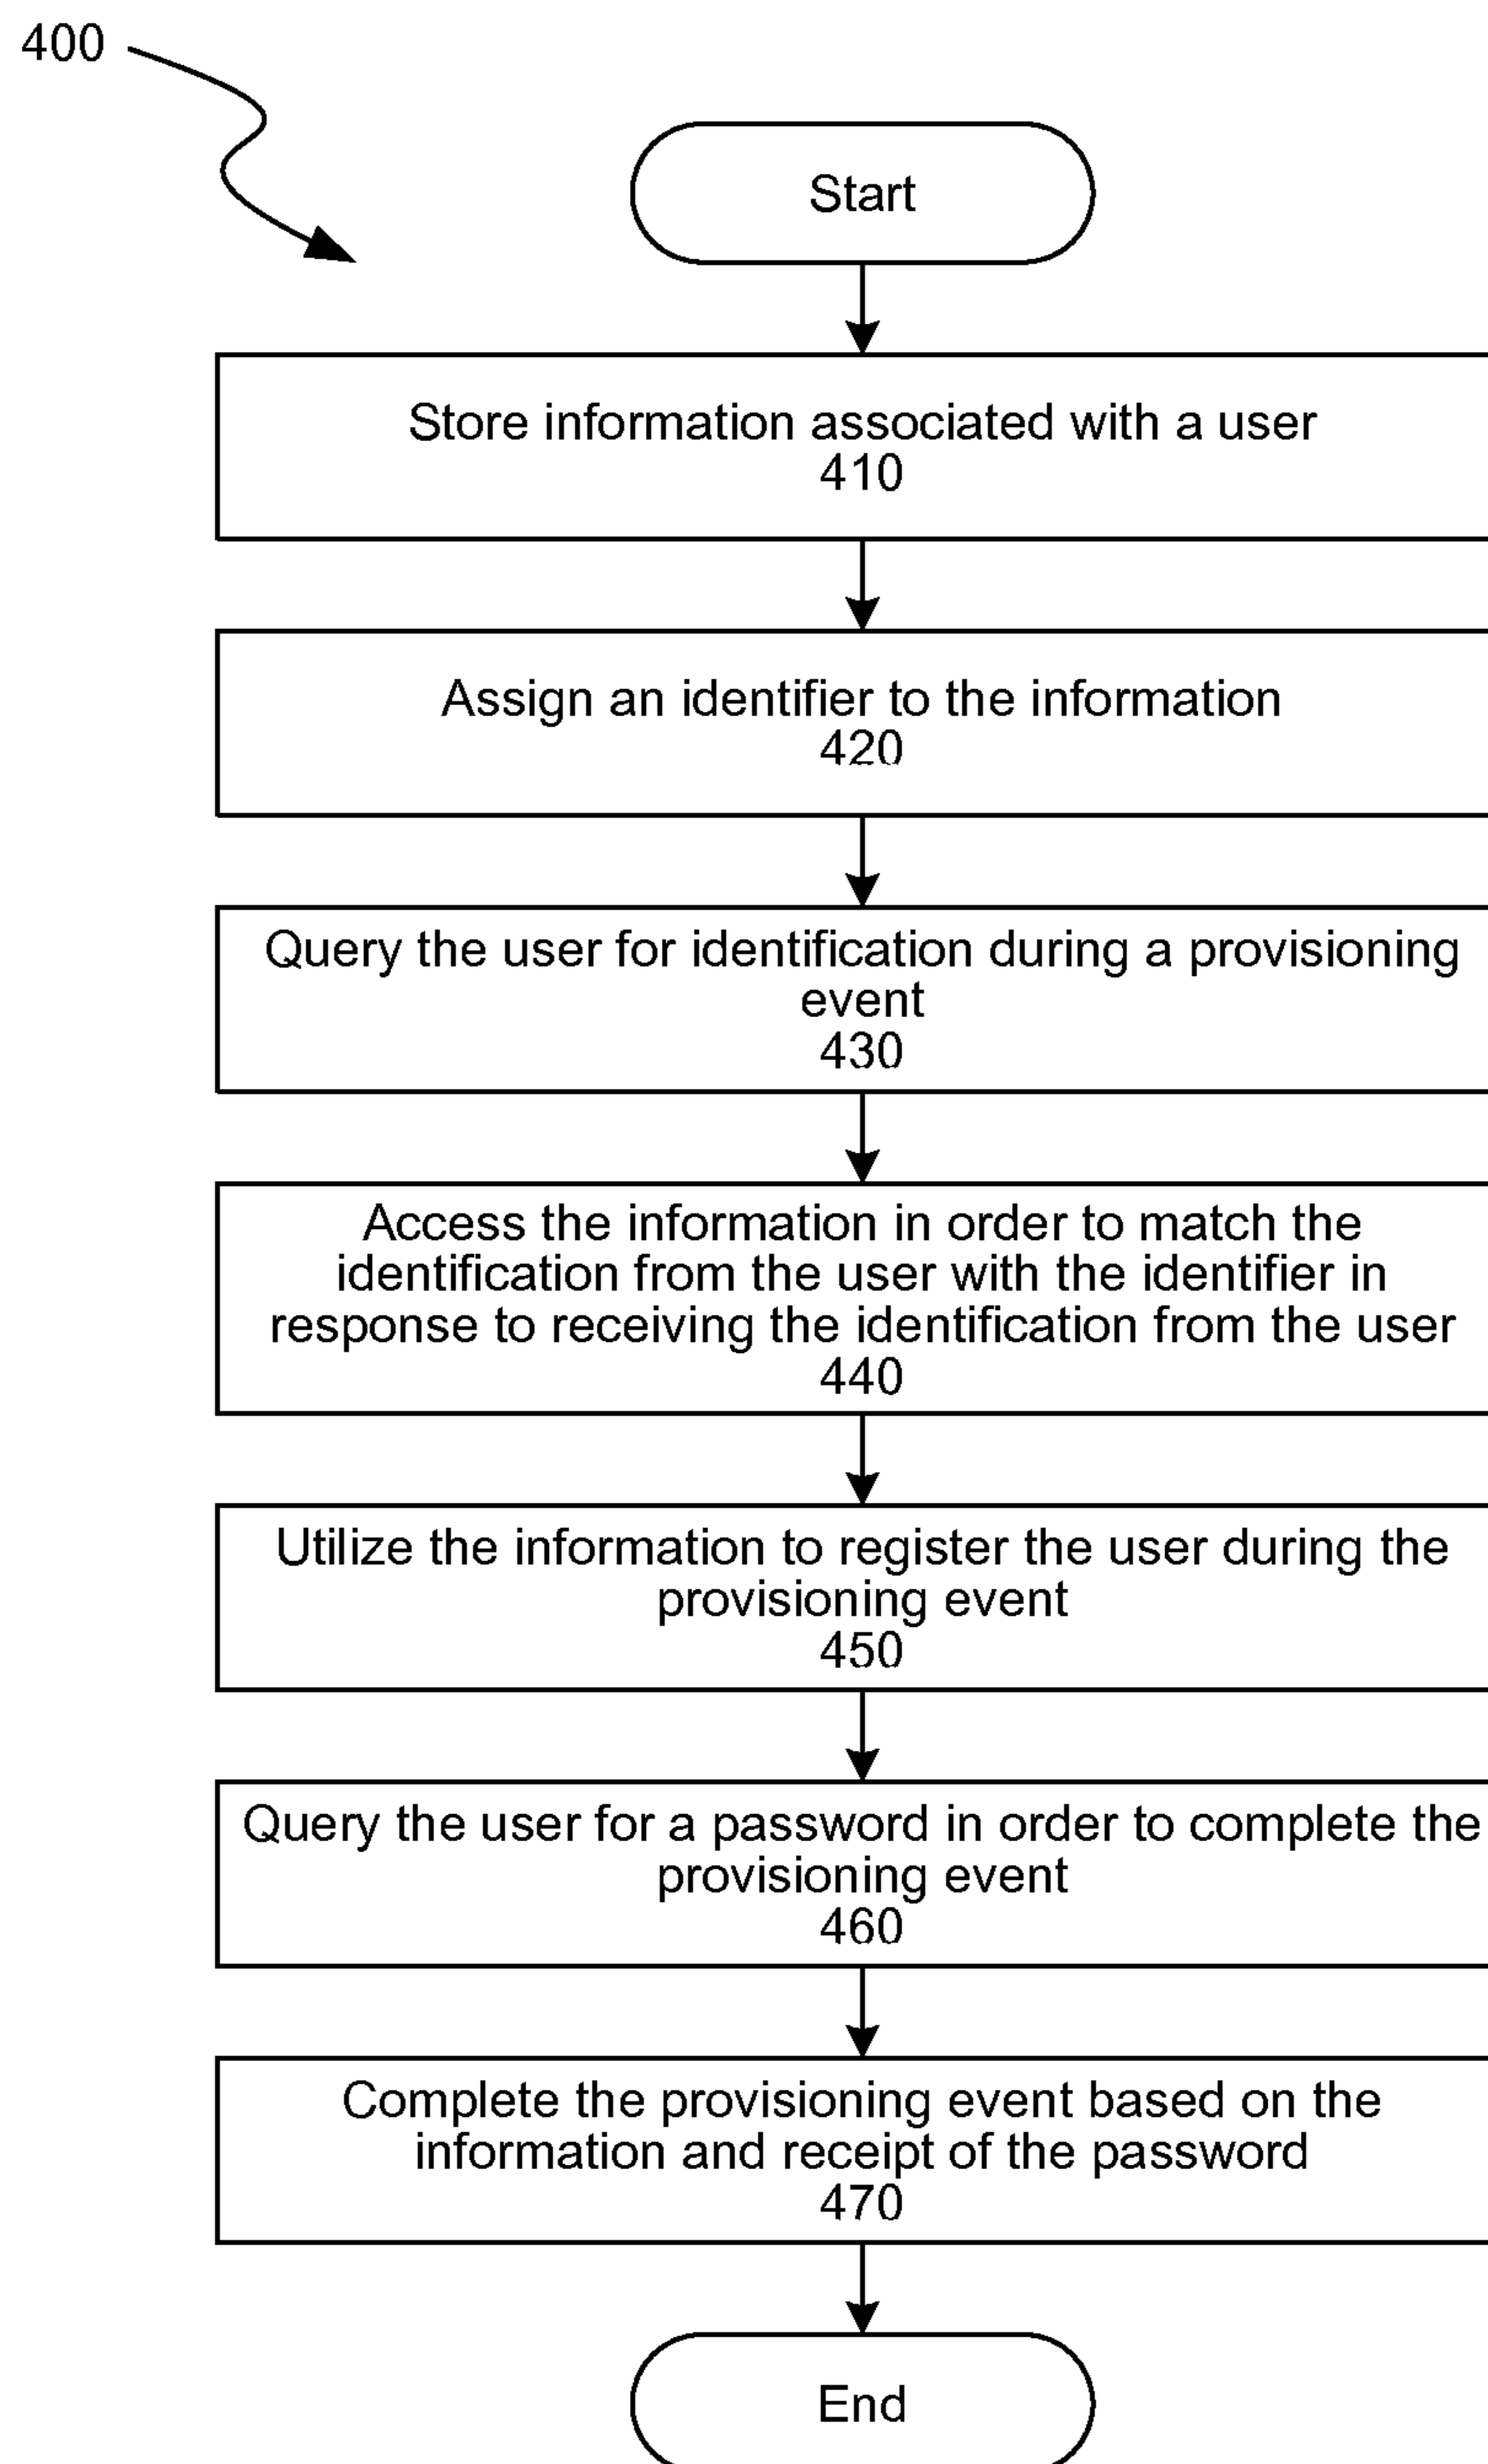 400
Start
Store information associated with a user
410
Assign an identifier to the information
420
Query the user for identification during a provisioning
event
430
Access the information in order to match the
identification from the user with the identifier in
response to receiving the identification from the user
440
Utilize the information to register the user during the
provisioning event
450
Query the user for a password in order to complete the
provisioning event
460
Complete the provisioning event based on the
information and receipt of the password
470
End